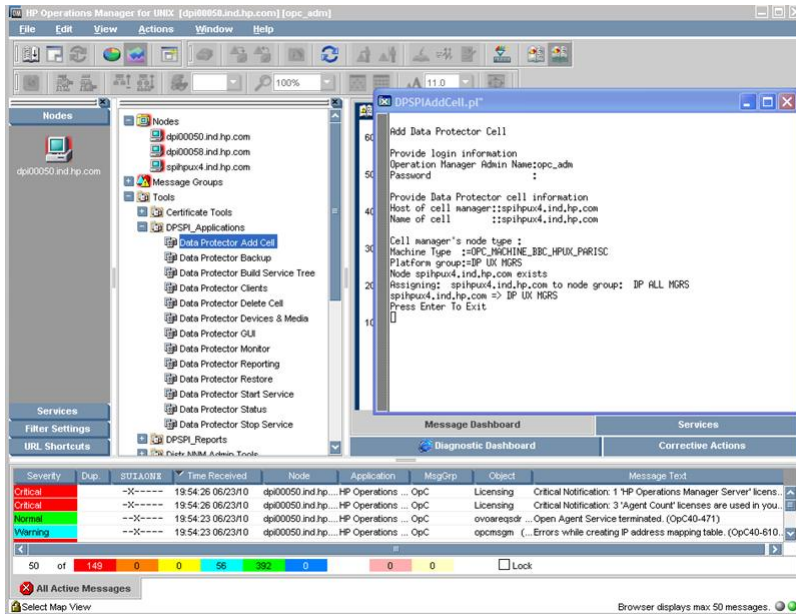 HP Operations Manager for UNIX [dpi00050.ind.hp.com] [opc_adm]
File Edit View Actions Window Help
100%
11.0
Nodes
dpi00050.ind.hp.com
Services
Filter Settings
URL Shortcuts
Nodes
dpi00050.ind.hp.com
dpi00058.ind.hp.com
spihpux4.ind.hp.com
Message Groups
Tools
Certificate Tools
DPSPI_Applications
Data Protector Add Cell
Data Protector Backup
Data Protector Build Service Tree
Data Protector Clients
Data Protector Delete Cell
Data Protector Devices & Media
Data Protector GUI
Data Protector Monitor
Data Protector Reporting
Data Protector Restore
Data Protector Start Service
Data Protector Status
Data Protector Stop Service
DPSPI_Reports
Distr NNM Admin Tools
60
50
40
30
20
10
DPSPIAddCell.pl"
Add Data Protector Cell
Provide login information
Operation Manager Admin Name:opc_adm
Password :
Provide Data Protector cell information
Host of cell manager::spihpux4.ind.hp.com
Name of cell ::spihpux4.ind.hp.com
Cell manager's node type :
Machine Type :=OPC_MACHINE_BBC_HPUX_PARISC
Platform group:=DP UX MGRS
Node spihpux4.ind.hp.com exists
Assigning: spihpux4.ind.hp.com to node group: DP ALL MGRS
spihpux4.ind.hp.com => DP UX MGRS
Press Enter To Exit
Message Dashboard Services
Diagnostic Dashboard Corrective Actions
Severity Dup. SUIAONE Time Received Node Application MsgGrp Object Message Text
Critical --X----- 19:54:26 06/23/10 dpi00050.ind.hp.... HP Operations ... OpC Licensing Critical Notification: 1 'HP Operations Manager Server' licens...
Critical --X----- 19:54:26 06/23/10 dpi00050.ind.hp.... HP Operations ... OpC Licensing Critical Notification: 3 'Agent Count' licenses are used in you...
Normal --X----- 19:54:23 06/23/10 dpi00050.ind.hp.... HP Operations ... OpC ovoareqsdr ... Open Agent Service terminated. (OpC40-471)
Warning --X----- 19:54:22 06/23/10 dpi00050.ind.hp.... HP Operations ... OpC opcmsgm (... Errors while creating IP address mapping table. (OpC40-610...
50 of 149 0 0 56 392 0 0 0 Lock
All Active Messages
Select Map View Browser displays max 50 messages.